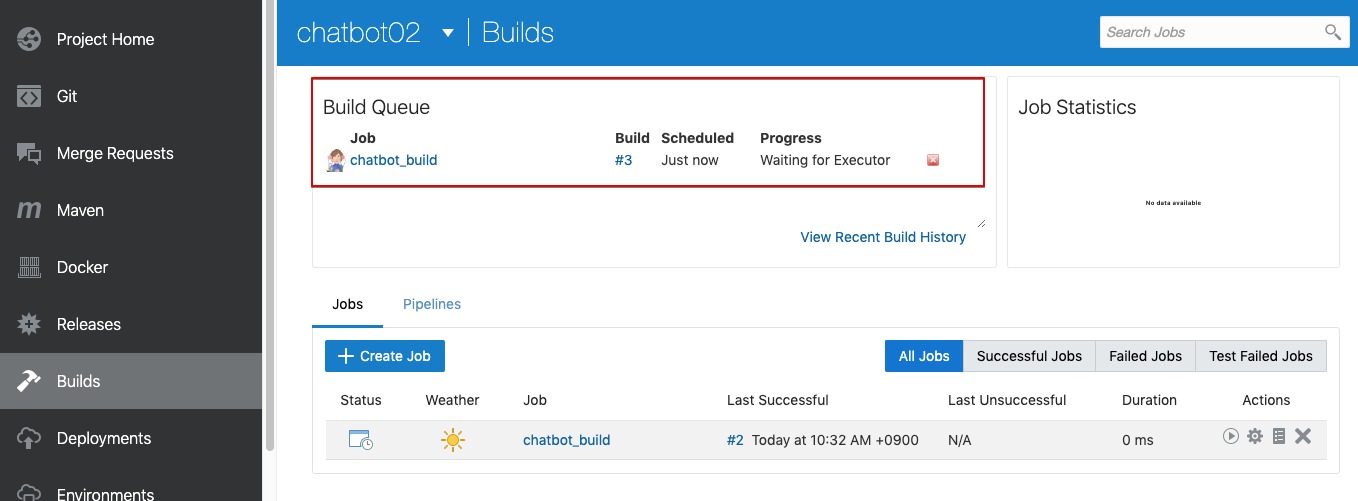 Project Home
Git
Merge Requests
Maven
Docker
Releases
Builds
Deployments
Environments
chatbot02 Builds
Search Jobs
Build Queue
Job Build Scheduled Progress
chatbot_build #3 Just now Waiting for Executor
View Recent Build History
Job Statistics
No data available
Jobs Pipelines
Create Job All Jobs Successful Jobs Failed Jobs Test Failed Jobs
Status Weather Job Last Successful Last Unsuccessful Duration Actions
chatbot_build #2 Today at 10:32 AM +0900 N/A 0 ms